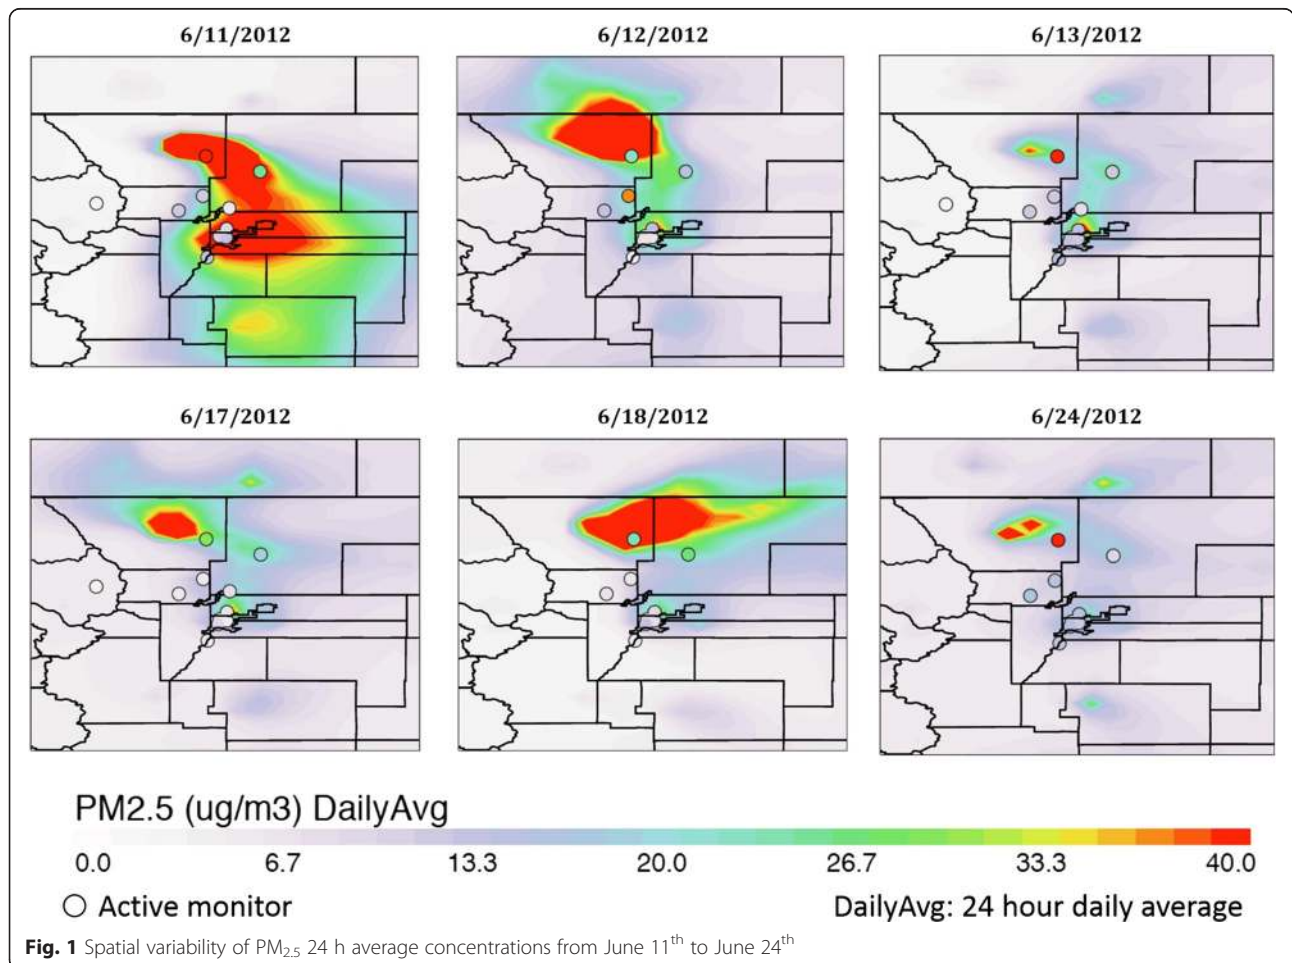 6/11/2012 6/12/2012 6/13/2012
6/17/2012 6/18/2012 6/24/2012
PM2.5 (ug/m3) DailyAvg
0.0 6.7 13.3 20.0 26.7 33.3 40.0
Active monitor DailyAvg: 24 hour daily average
Fig. 1 Spatial variability of PM2.5 24 h average concentrations from June 11th to June 24th